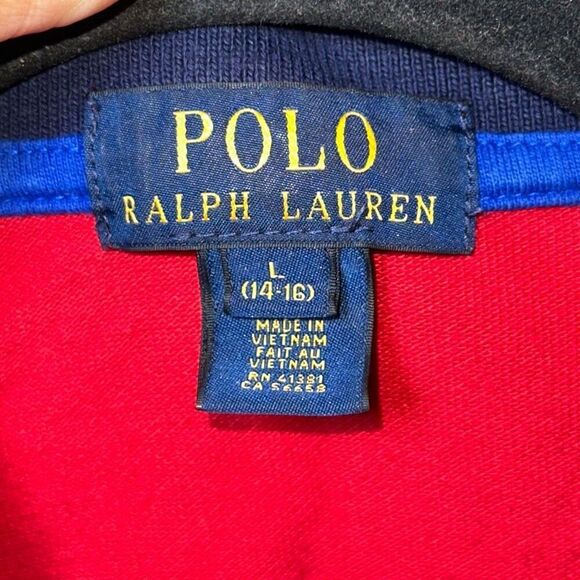 POLO
RALPH LAUREN
L
(14-16)
MADE IN
VIETNAM
FAIT AU
VIETNAM
RN 41381
CA 56658